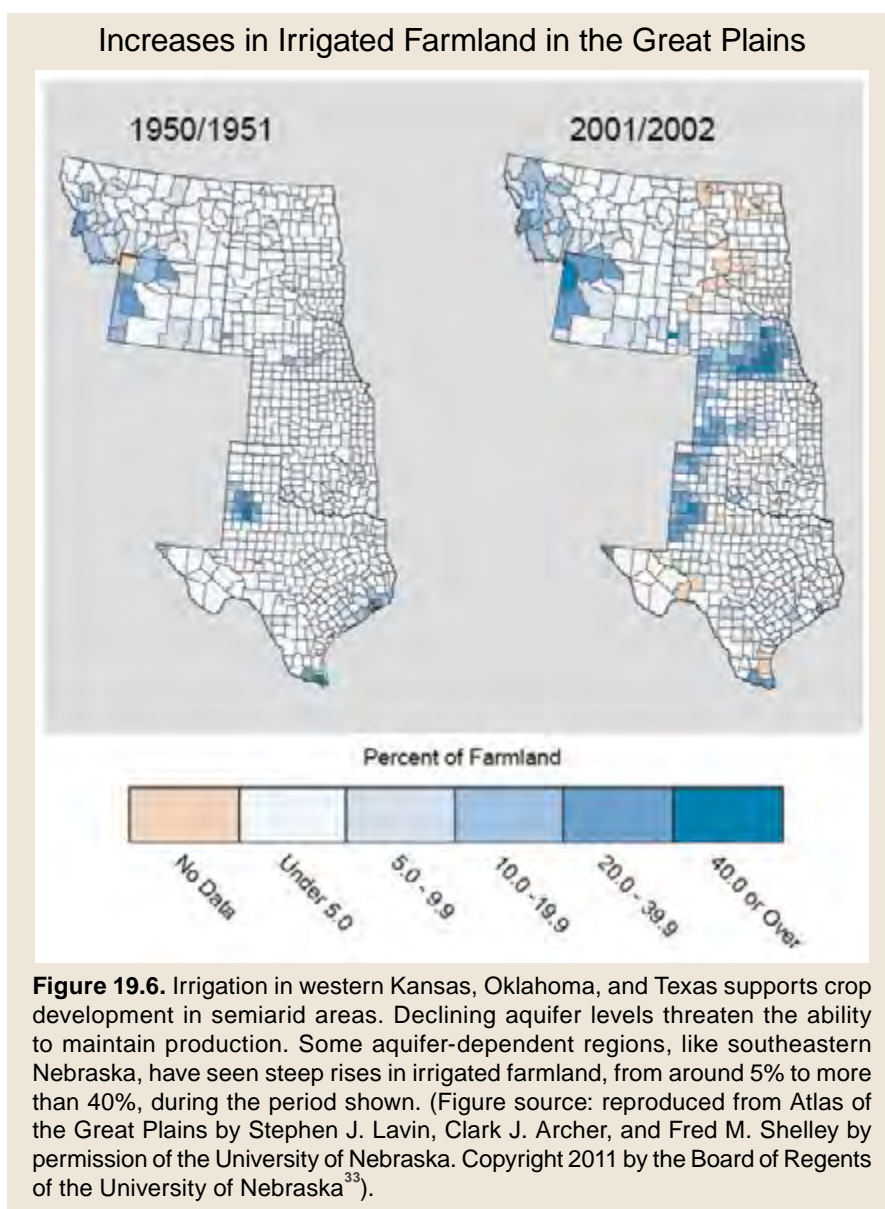 Increases in Irrigated Farmland in the Great Plains
1950/1951
2001/2002
Percent of Farmland
No Data
Under 5.0
5.0 - 9.9
10.0 -19.9
20.0 - 39.9
40.0 or Over
Figure 19.6. Irrigation in western Kansas, Oklahoma, and Texas supports crop
development in semiarid areas. Declining aquifer levels threaten the ability
to maintain production. Some aquifer-dependent regions, like southeastern
Nebraska, have seen steep rises in irrigated farmland, from around 5% to more
than 40%, during the period shown. (Figure source: reproduced from Atlas of
the Great Plains by Stephen J. Lavin, Clark J. Archer, and Fred M. Shelley by
permission of the University of Nebraska. Copyright 2011 by the Board of Regents
of the University of Nebraska33).